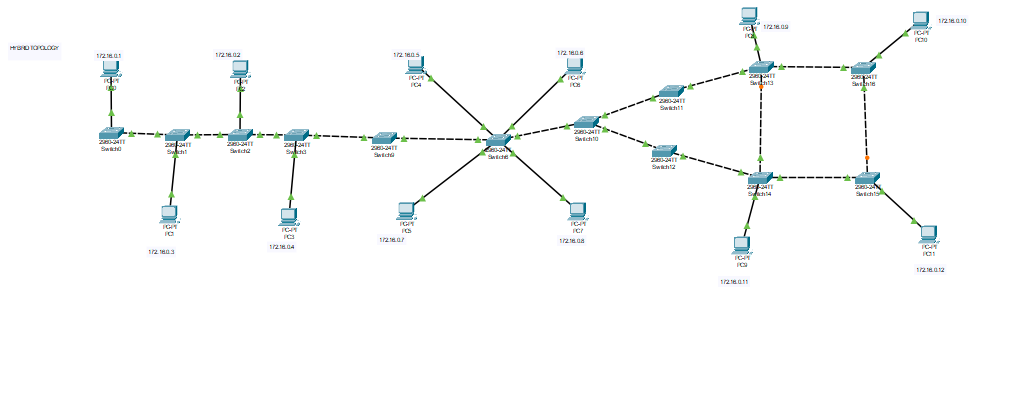 HYBRID TOPOLOGY
172.16.0.1
PC-PT
172.16.0.2
PC-PT
2960-24TT
Switch0
2960-24TT
Switch1
2960-24TT
Switch2
2960-24TT
Switch3
PC-PT
PC1
172.16.0.3
PC-PT
PC3
172.16.0.4
2960-24TT
Switch9
172.16.0.5
PC-PT
PC4
172.16.0.6
PC-PT
PC6
2960-24TT
PC-PT
PC5
172.16.0.7
PC-PT
PC7
172.16.0.8
2960-24TT
Switch10
2960-24TT
Switch11
2960-24TT
Switch12
PC-PT
172.16.0.9
2960-24TT
Switch13
PC-PT
PC10
172.16.0.10
2960-24TT
Switch16
2960-24TT
Switch14
2960-24TT
Switch15
PC-PT
PC9
172.16.0.11
PC-PT
PC11
172.16.0.12